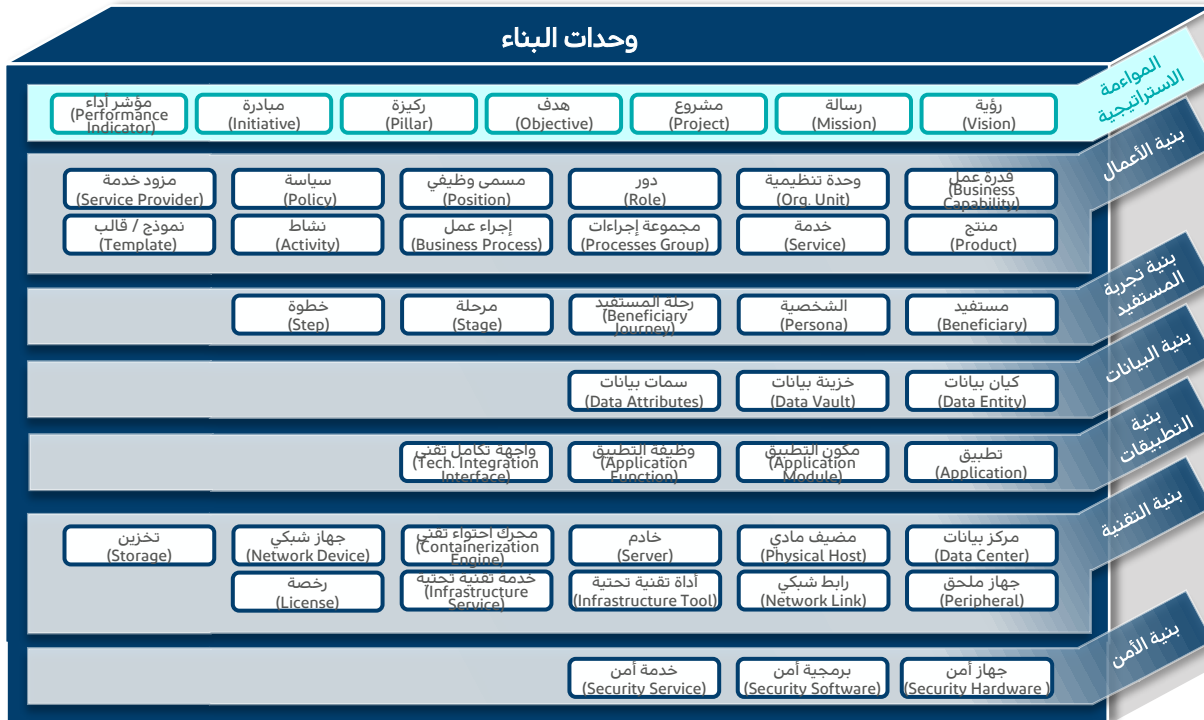 وحدات البناء
المواءمة
الاستراتيجية
رؤية
(Vision)
رسالة
(Mission)
مشروع
(Project)
هدف
(Objective)
ركيزة
(Pillar)
مبادرة
(Initiative)
مؤشر أداء
(Performance
Indicator)
بنية الأعمال
قدرة عمل
(Business
Capability)
وحدة تنظيمية
(Org. Unit)
دور
(Role)
مسمى وظيفي
(Position)
سياسة
(Policy)
مزود خدمة
(Service Provider)
منتج
(Product)
خدمة
(Service)
مجموعة إجراءات
(Processes Group)
إجراء عمل
(Business Process)
نشاط
(Activity)
نموذج / قالب
(Template)
بنية تجربة
المستفيد
مستفيد
(Beneficiary)
الشخصية
(Persona)
رحلة المستفيد
(Beneficiary
Journey)
مرحلة
(Stage)
خطوة
(Step)
بنية البيانات
كيان بيانات
(Data Entity)
خزينة بيانات
(Data Vault)
سمات بيانات
(Data Attributes)
بنية
التطبيقات
تطبيق
(Application)
مكون التطبيق
(Application
Module)
وظيفة التطبيق
(Application
Function)
واجهة تكامل تقني
(Tech. Integration
Interface)
بنية التقنية
مركز بيانات
(Data Center)
مضيف مادي
(Physical Host)
خادم
(Server)
محرك احتواء تقني
(Containerization
Engine)
جهاز شبكي
(Network Device)
تخزين
(Storage)
جهاز ملحق
(Peripheral)
رابط شبكي
(Network Link)
أداة تقنية تحتية
(Infrastructure Tool)
خدمة تقنية تحتية
(Infrastructure
Service)
رخصة
(License)
بنية الأمن
جهاز أمن
(Security Hardware )
برمجية أمن
(Security Software)
خدمة أمن
(Security Service)